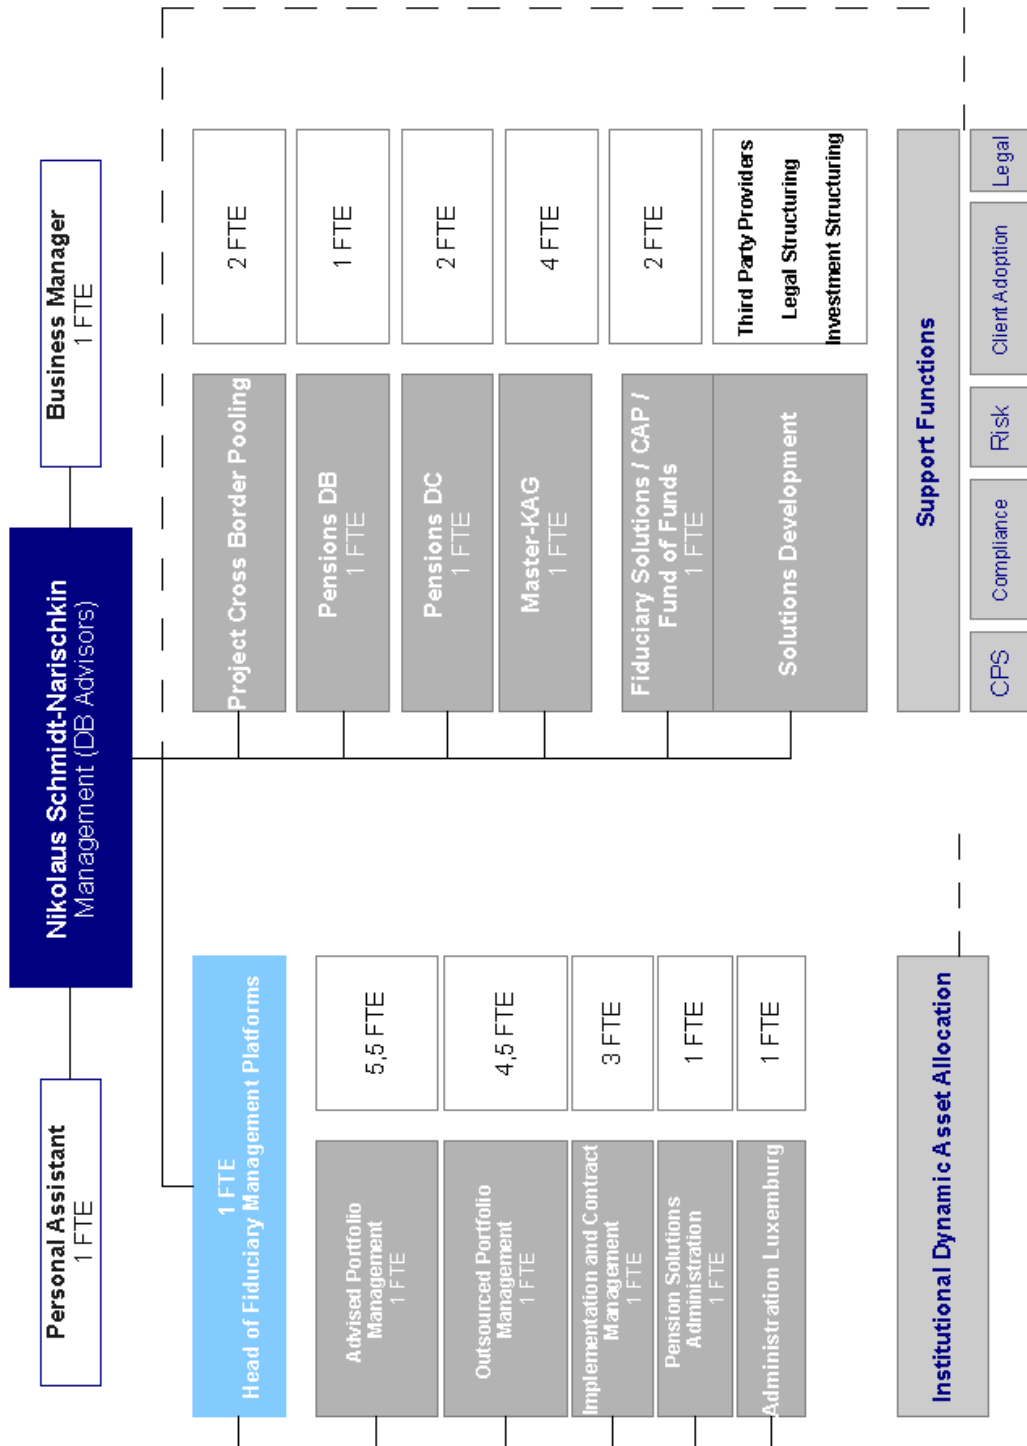 Personal Assistant
1 FTE
Nikolaus Schmidt-Narischkin
Management (DB Advisors)
Business Manager
1 FTE
1 FTE
Head of Fiduciary Management Platforms
Advised Portfolio
Management
1 FTE
5,5 FTE
Outsourced Portfolio
Management
1 FTE
4,5 FTE
Implementation and Contract
Management
1 FTE
3 FTE
Pension Solutions
Administration
1 FTE
1 FTE
Administration Luxemburg
1 FTE
Project Cross Border Pooling
2 FTE
Pensions DB
1 FTE
1 FTE
Pensions DC
1 FTE
2 FTE
Master-KAG
1 FTE
4 FTE
Fiduciary Solutions / CAP /
Fund of Funds
1 FTE
2 FTE
Solutions Development
Third Party Providers
Legal Structuring
Investment Structuring
Institutional Dynamic Asset Allocation
Support Functions
CPS
Compliance
Risk
Client Adoption
Legal